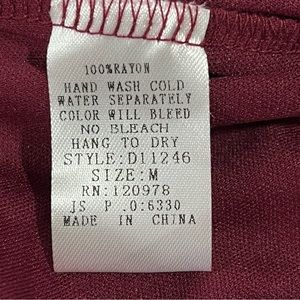 100%RAYON
HAND WASH COLD
WATER SEPARATELY
COLOR WILL BLEED
NO BLEACH
HANG TO DRY
STYLE:D11246
SIZE:M
RN:120978
JS P .O:6330
MADE IN CHINA